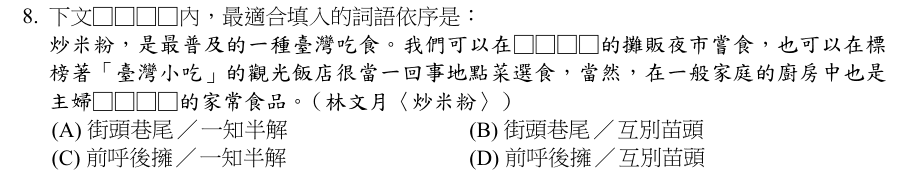 8. 下文□□□□內，最適合填入的詞語依序是：
炒米粉，是最普及的一種臺灣吃食。我們可以在□□□□的攤販夜市嘗食，也可以在標
榜著「臺灣小吃」的觀光飯店很當一回事地點菜選食，當然，在一般家庭的廚房中也是
主婦□□□□的家常食品。（林文月〈炒米粉〉）
(A) 街頭巷尾／一知半解 (B) 街頭巷尾／互別苗頭
(C) 前呼後擁／一知半解 (D) 前呼後擁／互別苗頭